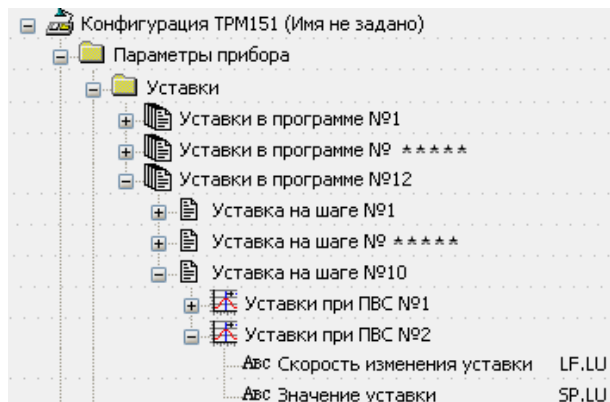 Конфигурация ТРМ151 (Имя не задано)
Параметры прибора
Уставки
Уставки в программе №1
Уставки в программе № *****
Уставки в программе №12
Уставка на шаге №1
Уставка на шаге № *****
Уставка на шаге №10
Уставки при ПВС №1
Уставки при ПВС №2
Авс Скорость изменения уставки LF.LU
Авс Значение уставки SP.LU